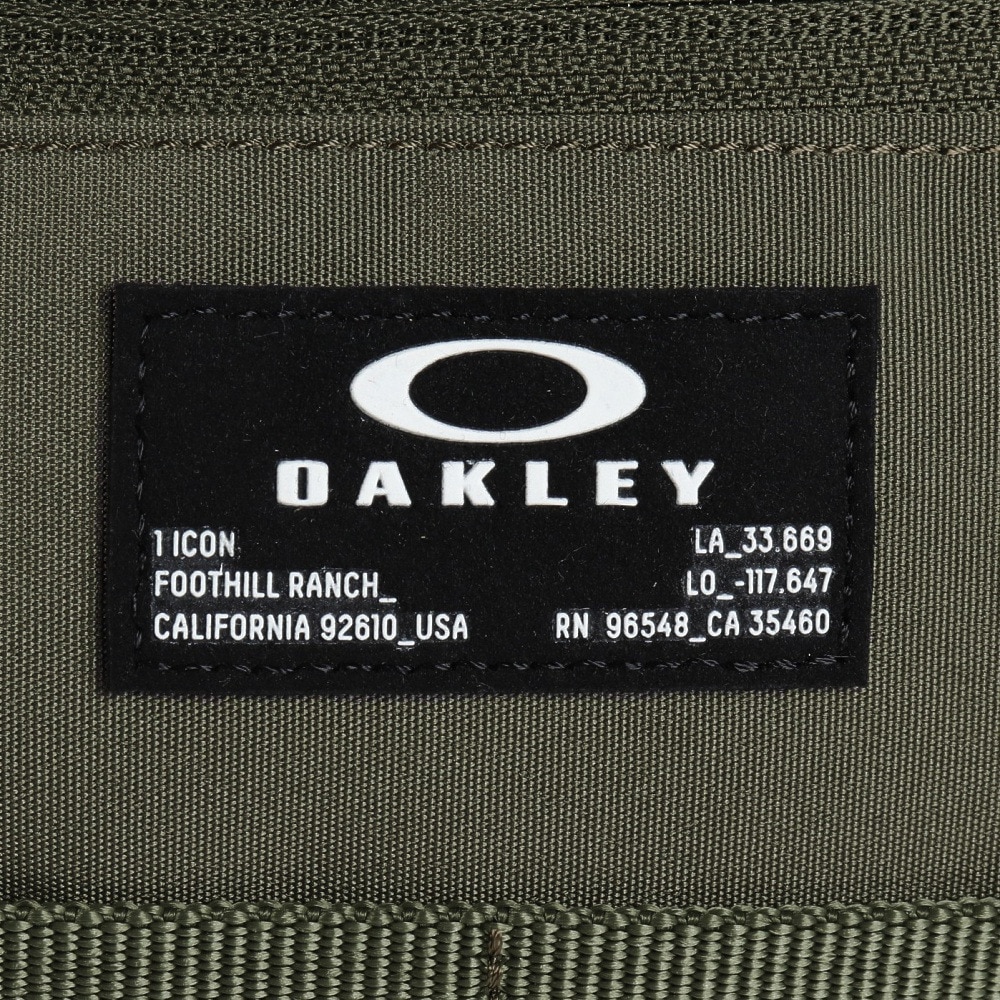 OAKLEY
1 ICON
FOOTHILL RANCH_
CALIFORNIA 92610_USA
LA_33.669
LO_-117.647
RN 96548_CA 35460